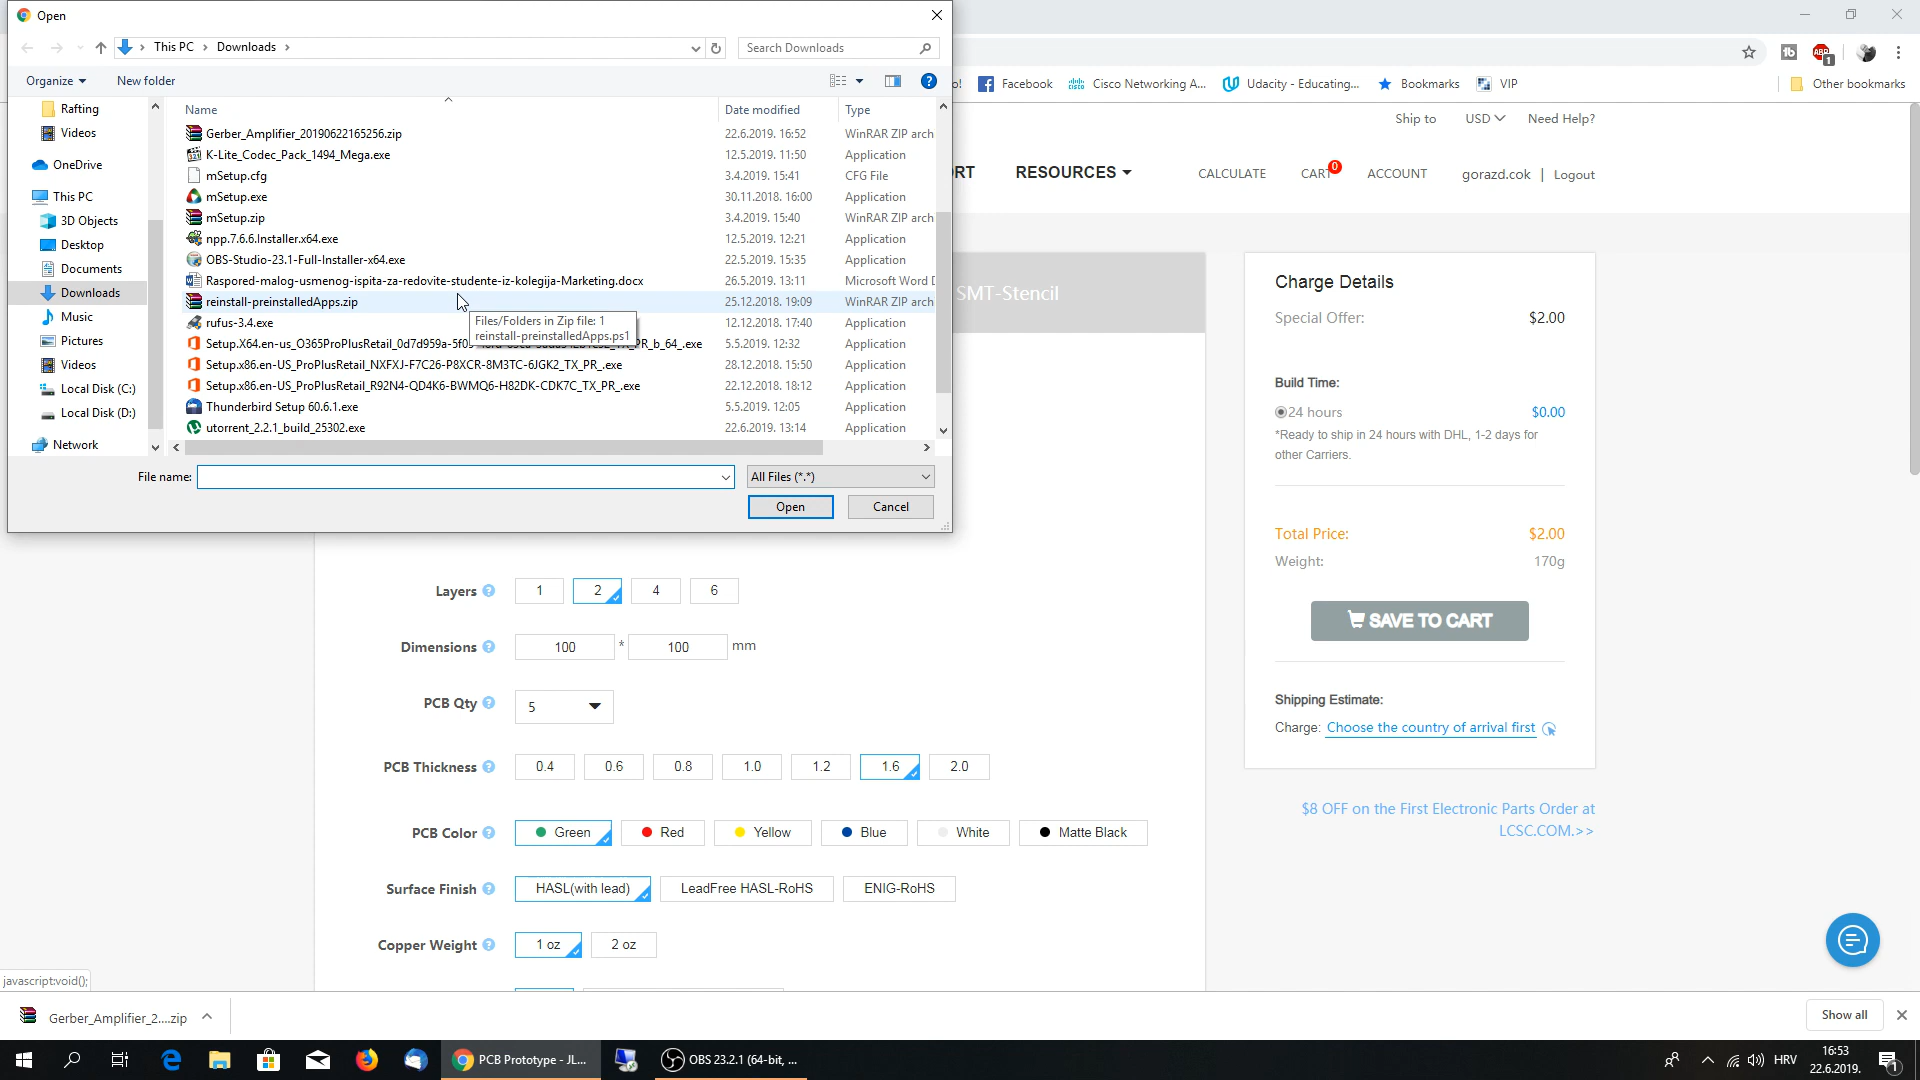 Open
This PC > Downloads >
Search Downloads
Organize
New folder
o!
Facebook
Cisco Networking A...
Udacity - Educating...
Bookmarks
VIP
Other bookmarks
Rafting
Videos
OneDrive
This PC
3D Objects
Desktop
Documents
Downloads
Music
Pictures
Videos
Local Disk (C:)
Local Disk (D:)
Network
Name Date modified Type
Gerber_Amplifier_20190622165256.zip 22.6.2019. 16:52 WinRAR ZIP arch
K-Lite_Codec_Pack_1494_Mega.exe 12.5.2019. 11:50 Application
mSetup.cfg 3.4.2019. 15:41 CFG File
mSetup.exe 30.11.2018. 16:00 Application
mSetup.zip 3.4.2019. 15:40 WinRAR ZIP arch
npp.7.6.6.Installer.x64.exe 12.5.2019. 12:21 Application
OBS-Studio-23.1-Full-Installer-x64.exe 22.5.2019. 15:35 Application
Raspored-malog-usmenog-ispita-za-redovite-studente-iz-kolegija-Marketing.docx 26.5.2019. 13:11 Microsoft Word D
reinstall-preinstalledApps.zip 25.12.2018. 19:09 WinRAR ZIP arch
rufus-3.4.exe 12.12.2018. 17:40 Application
Files/Folders in Zip file: 1
reinstall-preinstalledApps.ps1
Setup.X64.en-us_O365ProPlusRetail_0d7d959a-5f0 PR_b_64_.exe 5.5.2019. 12:32 Application
Setup.x86.en-US_ProPlusRetail_NXFXJ-F7C26-P8XCR-8M3TC-6JGK2_TX_PR_.exe 28.12.2018. 15:50 Application
Setup.x86.en-US_ProPlusRetail_R92N4-QD4K6-BWMQ6-H82DK-CDK7C_TX_PR_.exe 22.12.2018. 18:12 Application
Thunderbird Setup 60.6.1.exe 5.5.2019. 12:05 Application
utorrent_2.2.1_build_25302.exe 22.6.2019. 13:14 Application
File name:
All Files (*.*)
Open
Cancel
Ship to
USD
Need Help?
RT
RESOURCES
CALCULATE
CART 0
ACCOUNT
gorazd.cok | Logout
SMT-Stencil
Charge Details
Special Offer: $2.00
Build Time:
24 hours $0.00
*Ready to ship in 24 hours with DHL, 1-2 days for
other Carriers.
Total Price: $2.00
Weight: 170g
SAVE TO CART
Shipping Estimate:
Charge: Choose the country of arrival first
$8 OFF on the First Electronic Parts Order at
LCSC.COM.>>
Layers 1 2 4 6
Dimensions 100 * 100 mm
PCB Qty 5
PCB Thickness 0.4 0.6 0.8 1.0 1.2 1.6 2.0
PCB Color Green Red Yellow Blue White Matte Black
Surface Finish HASL(with lead) LeadFree HASL-RoHS ENIG-RoHS
Copper Weight 1 oz 2 oz
javascript:void();
Gerber_Amplifier_2....zip
Show all
PCB Prototype - JL...
OBS 23.2.1 (64-bit, ...
HRV
16:53
22.6.2019.
1